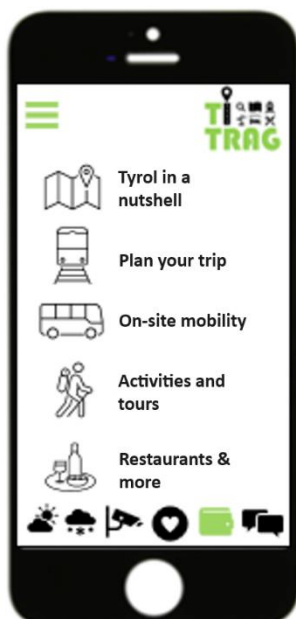 TI
TRAG
Tyrol in a
nutshell
Plan your trip
On-site mobility
Activities and
tours
Restaurants &
more